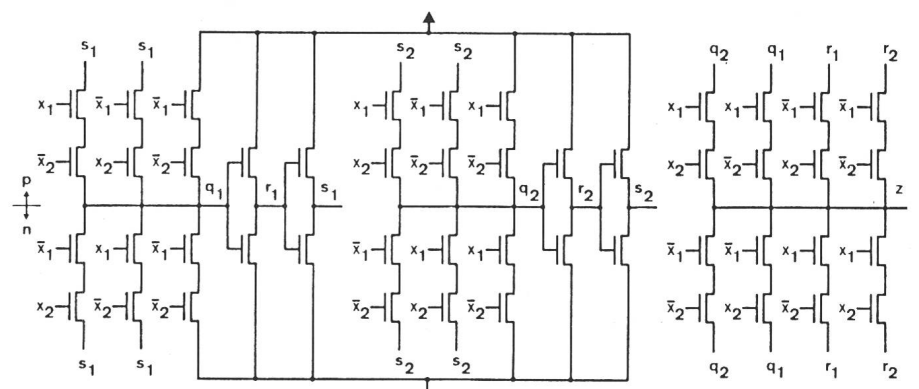 s₁ s₁ s₂ s₂ q₂ q₁ r₁ r₂
x₁ x̄₁ x̄₁ x₁ x̄₁ x₁ x₁ x₁ x̄₁ x̄₁
x̄₂ x₂ x̄₂ x₂ x₂ x̄₂ x₂ x̄₂ x₂ x̄₂
p q₁ r₁ s₁ q₂ r₂ s₂ z
n
x̄₁ x₁ x̄₁ x̄₁ x₁ x₁ x̄₁ x̄₁ x₁ x₁
x₂ x̄₂ x̄₂ x̄₂ x̄₂ x₂ x̄₂ x₂ x̄₂ x₂
s₁ s₁ s₂ s₂ q₂ q₁ r₁ r₂